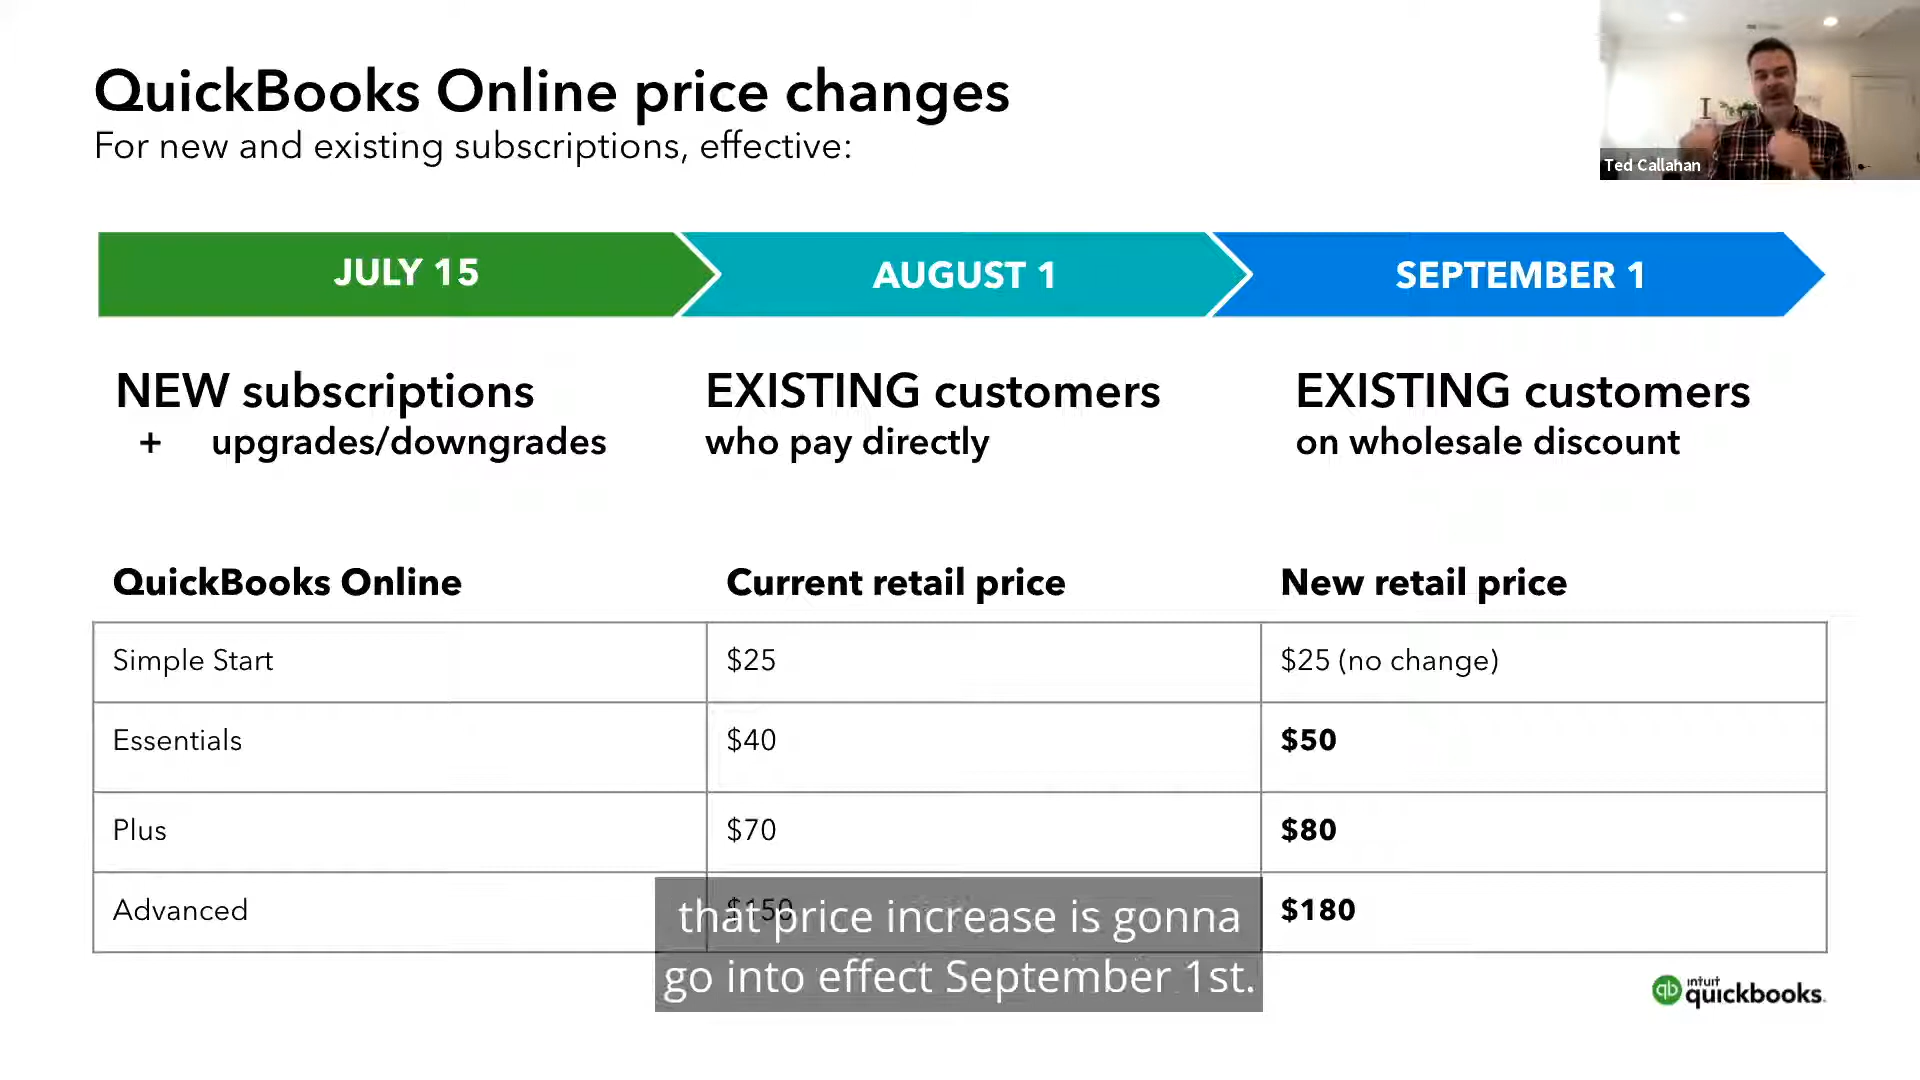 QuickBooks Online price changes
For new and existing subscriptions, effective:
Ted Callahan
JULY 15
AUGUST 1
SEPTEMBER 1
NEW subscriptions
+ upgrades/downgrades
EXISTING customers
who pay directly
EXISTING customers
on wholesale discount
QuickBooks Online Current retail price New retail price
Simple Start $25 $25 (no change)
Essentials $40 $50
Plus $70 $80
Advanced $150 $180
that price increase is gonna
go into effect September 1st.
intuit
quickbooks.